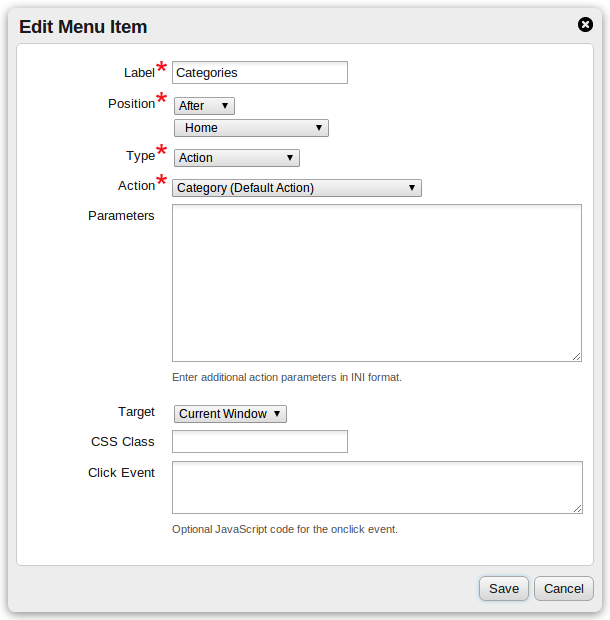 Edit Menu Item
Label* Categories
Position* After
Home
Type* Action
Action* Category (Default Action)
Parameters
Enter additional action parameters in INI format.
Target Current Window
CSS Class
Click Event
Optional JavaScript code for the onclick event.
Save Cancel